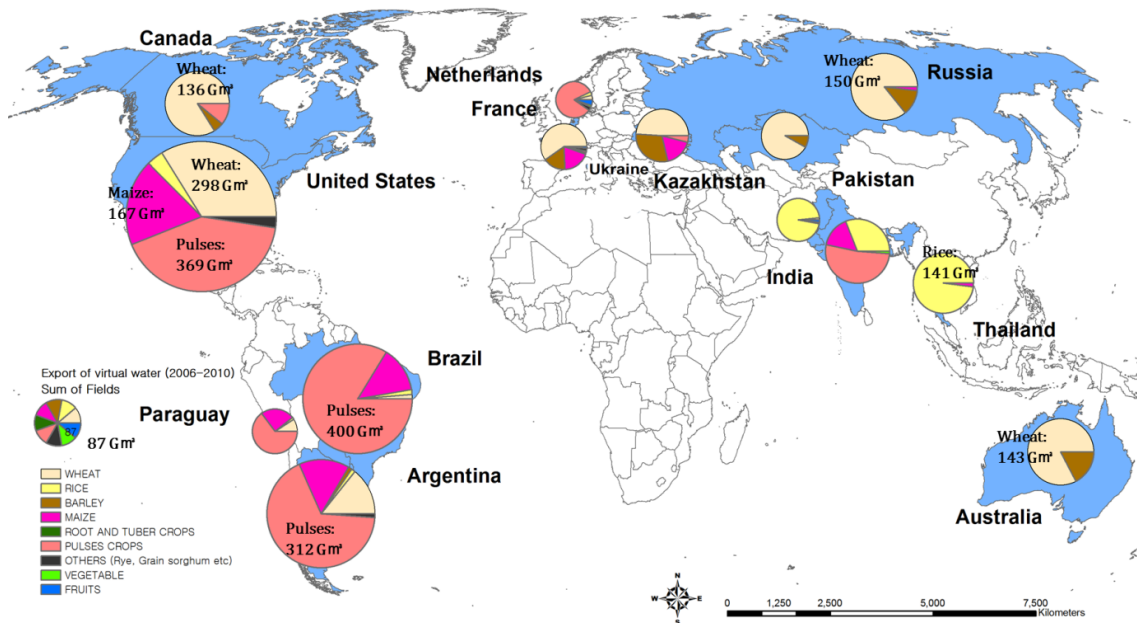 Canada
Wheat:
136 G㎥
Netherlands
France
Wheat:
150 G㎥
Russia
Wheat:
298 G㎥
United States
Maize:
167 G㎥
Pulses:
369 G㎥
Ukraine
Kazakhstan
Pakistan
India
Rice:
141 G㎥
Thailand
Brazil
Pulses:
400 G㎥
Paraguay
Argentina
Pulses:
312 G㎥
Wheat:
143 G㎥
Australia
Export of virtual water (2006-2010)
Sum of Fields
87
87 G㎥
WHEAT
RICE
BARLEY
MAIZE
ROOT AND TUBER CROPS
PULSES CROPS
OTHERS (Rye, Grain sorghum etc)
VEGETABLE
FRUITS
N
W E
S
0 1,250 2,500 5,000 7,500
Kilometers